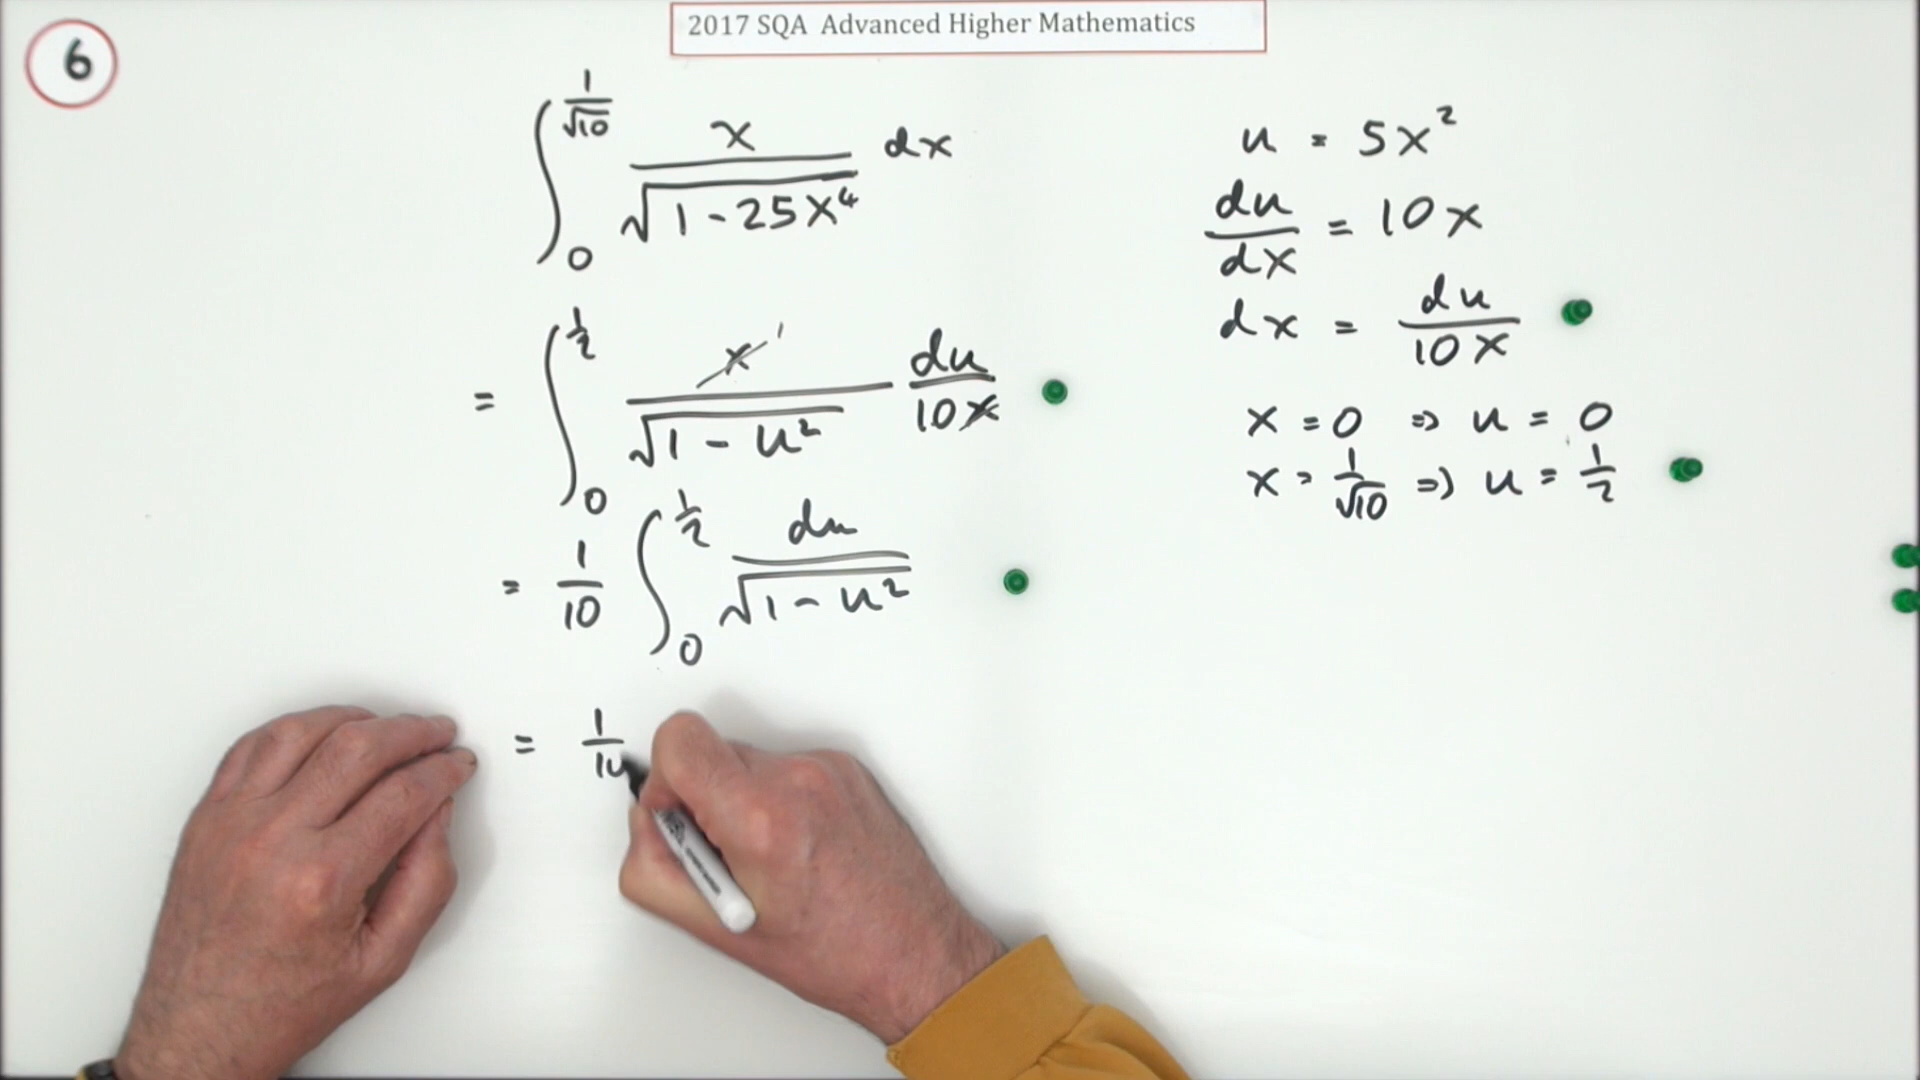 2017 SQA Advanced Higher Mathematics
6
∫₀^{1/√10} x/√(1-25x⁴) dx
= ∫₀^{1/2} x 1/√(1-u²) du/10x
= 1/10 ∫₀^{1/2} du/√(1-u²)
= 1/10
u = 5x²
du/dx = 10x
dx = du/10x
x = 0 ⇒ u = 0
x = 1/√10 ⇒ u = 1/2